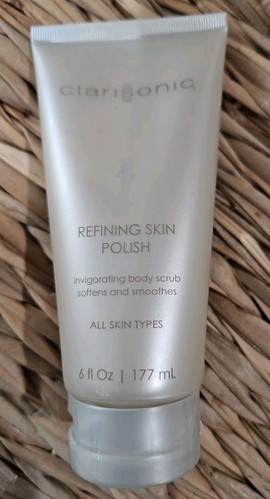 clarisonic
REFINING SKIN
POLISH
invigorating body scrub
softens and smoothes
ALL SKIN TYPES
6 fl Oz | 177 mL